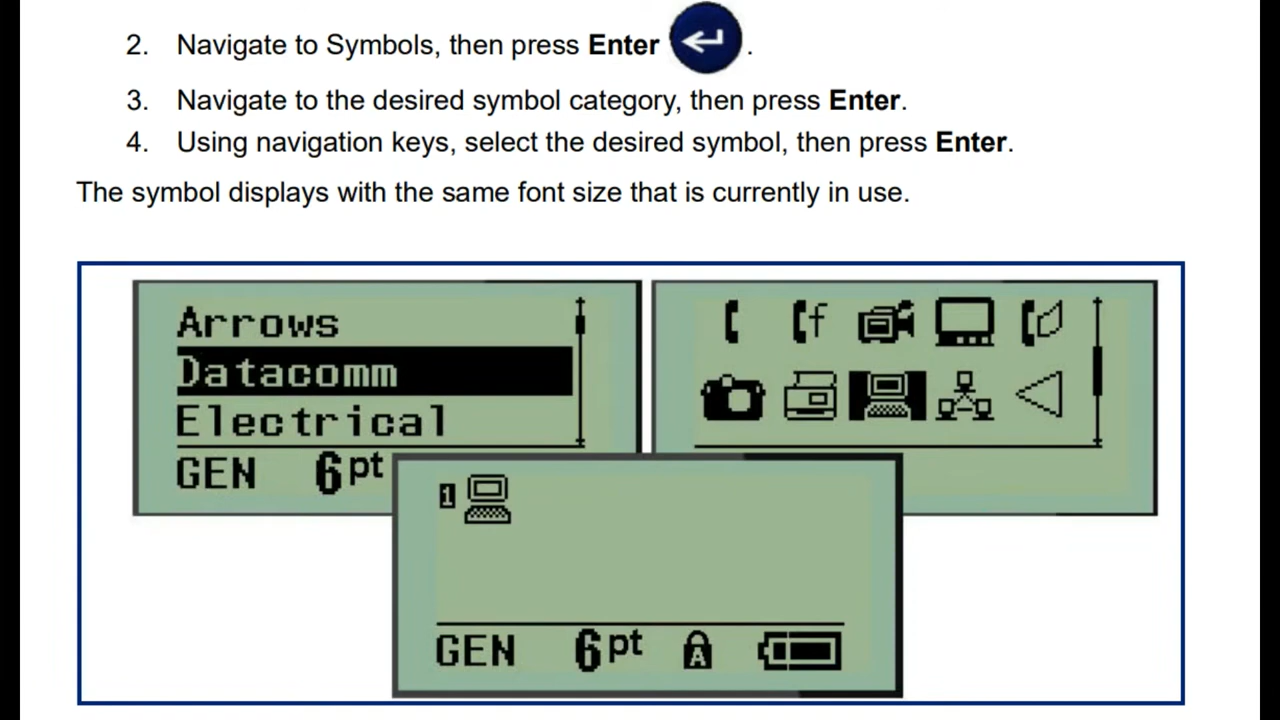 2. Navigate to Symbols, then press Enter .
3. Navigate to the desired symbol category, then press Enter.
4. Using navigation keys, select the desired symbol, then press Enter.
The symbol displays with the same font size that is currently in use.
Arrows
Datacomm
Electrical
GEN 6pt
f
1
GEN 6pt A